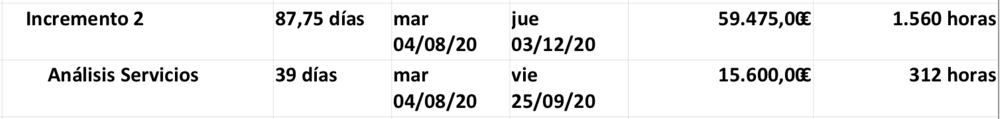 Incremento 2 87,75 días mar 04/08/20 jue 03/12/20 59.475,00€ 1.560 horas
Análisis Servicios 39 días mar 04/08/20 vie 25/09/20 15.600,00€ 312 horas